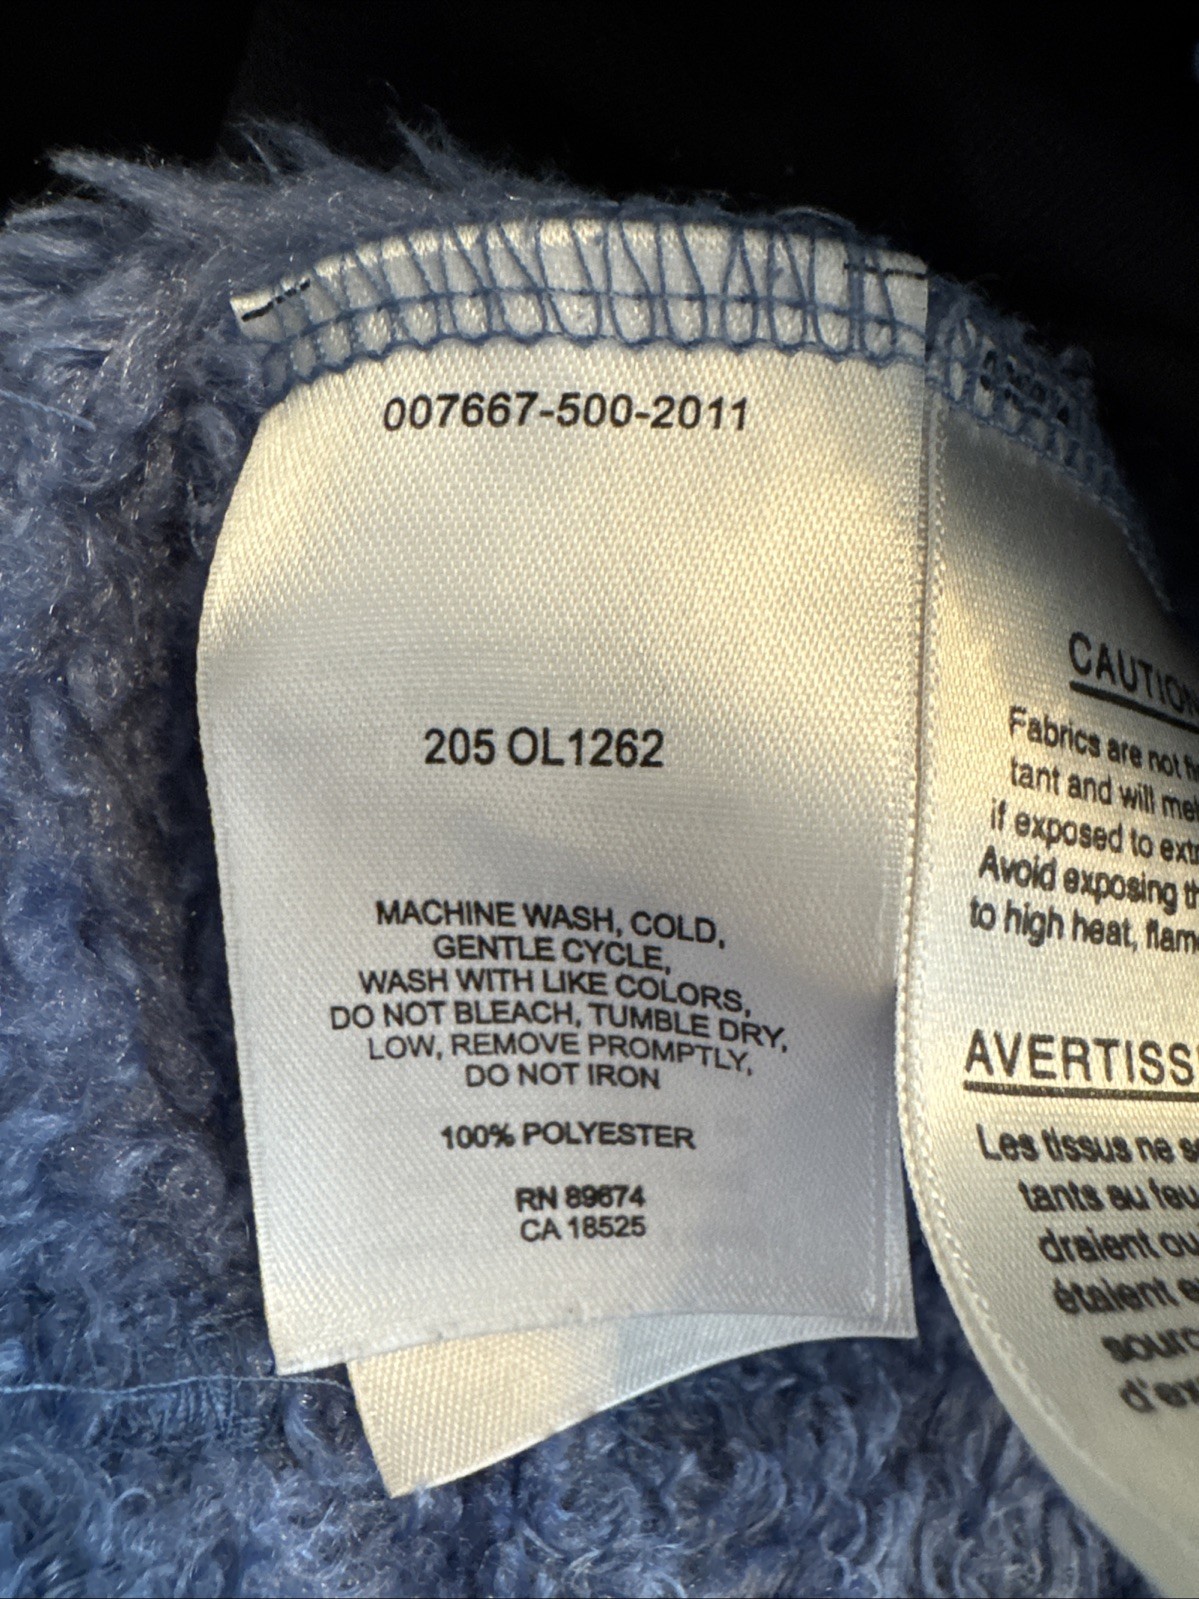 007667-500-2011
205 OL1262
MACHINE WASH, COLD,
GENTLE CYCLE,
WASH WITH LIKE COLORS,
DO NOT BLEACH, TUMBLE DRY,
LOW, REMOVE PROMPTLY,
DO NOT IRON
100% POLYESTER
RN 89674
CA 18525
CAUTION
Fabrics are not
tant and will
if exposed to
Avoid exposing
to high heat,
AVERTISS
Les tissus ne
tants au feu
draient ou
étaient